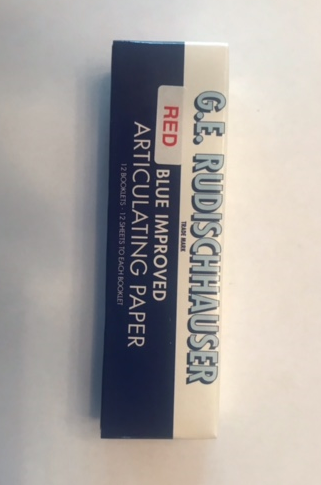 G.E. RUDISCHHAUSER
TRADE MARK
RED
BLUE IMPROVED
ARTICULATING PAPER
12 BOOKLETS - 12 SHEETS TO EACH BOOKLET